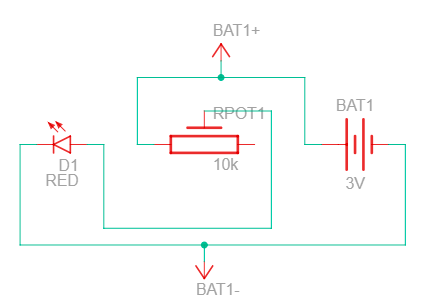 BAT1+
RPOT1
BAT1
D1
RED
10k
3V
BAT1-